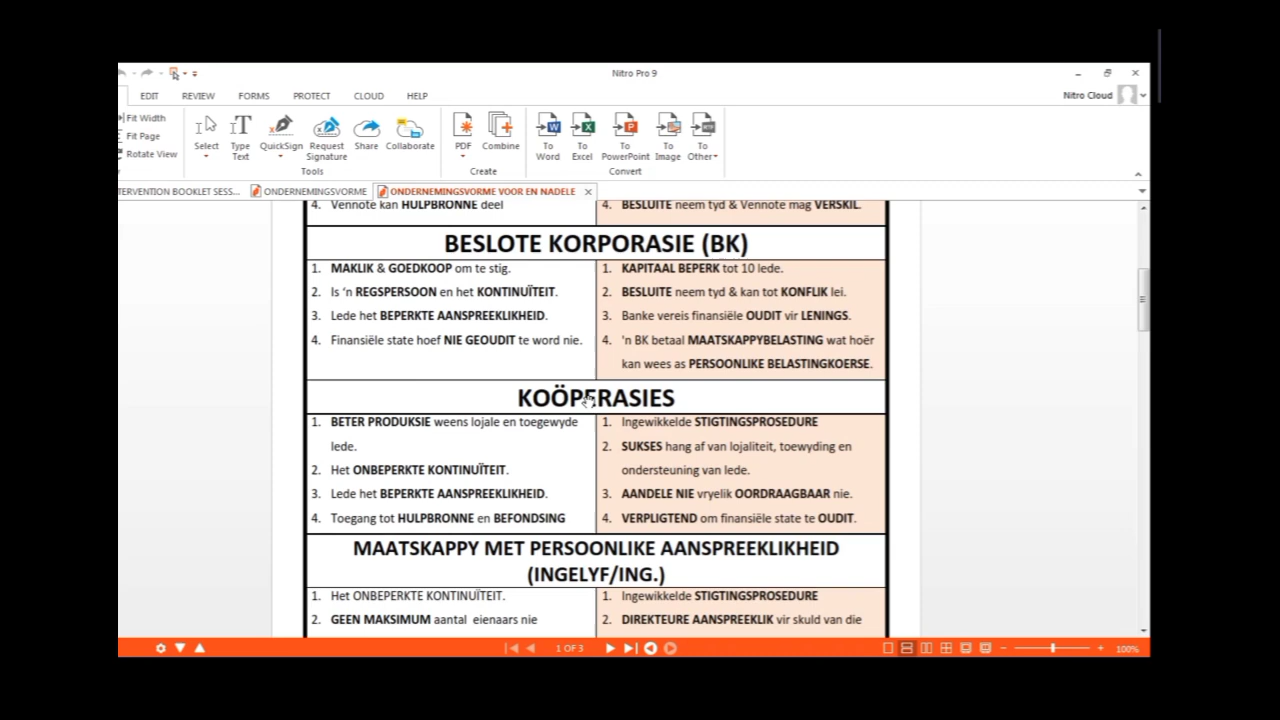 Nitro Pro 9
EDIT REVIEW FORMS PROTECT CLOUD HELP
Nitro Cloud
Fit Width
Fit Page
Rotate View
Select
Type Text
QuickSign
Request Signature
Share
Collaborate
Tools
PDF
Combine
Create
To Word
To Excel
To PowerPoint
To Image
To Other
Convert
TERVENTION BOOKLET SESS...
ONDERNEMINGSVORME
ONDERNEMINGSVORME VOOR EN NADELE
4. Vennote kan HULPBRONNE deel
4. BESLUITE neem tyd & Vennote mag VERSKIL.
BESLOTE KORPORASIE (BK)
1. MAKLIK & GOEDKOOP om te stig.
2. Is 'n REGSPERSOON en het KONTINUÏTEIT.
3. Lede het BEPERKTE AANSPREEKLIKHEID.
4. Finansiële state hoef NIE GEOUDIT te word nie.
1. KAPITAAL BEPERK tot 10 lede.
2. BESLUITE neem tyd & kan tot KONFLIK lei.
3. Banke vereis finansiële OUDIT vir LENINGS.
4. 'n BK betaal MAATSKAPPYBELASTING wat hoër
kan wees as PERSOONLIKE BELASTINGKOERSE.
KOÖPERASIES
1. BETER PRODUKSIE weens lojale en toegewyde
lede.
2. Het ONBEPERKTE KONTINUÏTEIT.
3. Lede het BEPERKTE AANSPREEKLIKHEID.
4. Toegang tot HULPBRONNE en BEFONDSING
1. Ingewikkelde STIGTINGSPROSEDURE
2. SUKSES hang af van lojaliteit, toewyding en
ondersteuning van lede.
3. AANDELE NIE vryelik OORDRAAGBAAR nie.
4. VERPLIGTEND om finansiële state te OUDIT.
MAATSKAPPY MET PERSOONLIKE AANSPREEKLIKHEID
(INGELYF/ING.)
1. Het ONBEPERKTE KONTINUÏTEIT.
2. GEEN MAKSIMUM aantal eienaars nie
1. Ingewikkelde STIGTINGSPROSEDURE
2. DIREKTEURE AANSPREEKLIK vir skuld van die
1 OF 3
100%